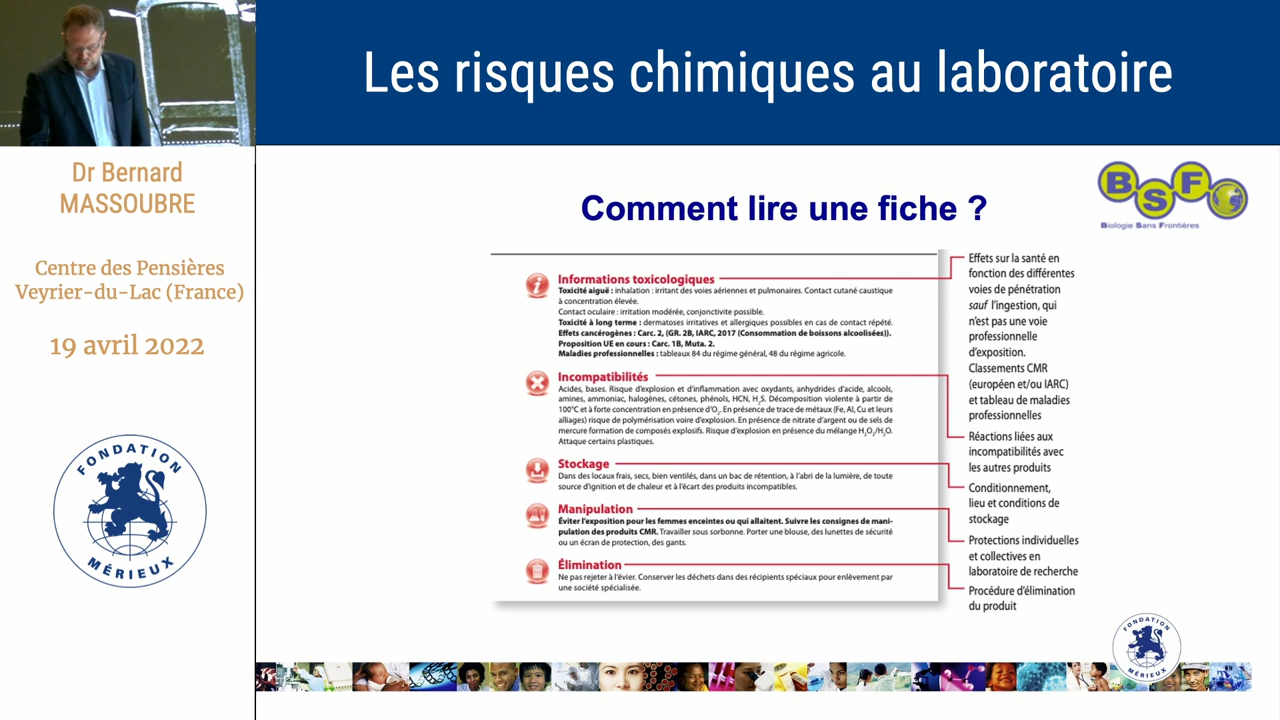 Les risques chimiques au laboratoire
Dr Bernard
MASSOUBRE
Centre des Pensières
Veyrier-du-Lac (France)
19 avril 2022
FONDATION
MÉRIEUX
BSF
Biologie Sans Frontières
Comment lire une fiche ?
Informations toxicologiques
Toxicité aiguë : inhalation : irritant des voies aériennes et pulmonaires. Contact cutané caustique
à concentration élevée.
Contact oculaire : irritation modérée, conjonctivite possible.
Toxicité à long terme : dermatoses irritatives et allergiques possibles en cas de contact répété.
Effets cancérogènes : Carc. 2, (GR. 2B, IARC, 2017 (Consommation de boissons alcoolisées)).
Proposition UE en cours : Carc. 1B, Muta. 2.
Maladies professionnelles : tableaux 84 du régime général, 48 du régime agricole.
Incompatibilités
Acides, bases. Risque d'explosion et d'inflammation avec oxydants, anhydrides d'acide, alcools,
amines, ammoniac, halogènes, cétones, phénols, HCN, H₂S. Décomposition violente à partir de
100°C et à forte concentration en présence d'O₂. En présence de trace de métaux (Fe, Al, Cu et leurs
alliages) risque de polymérisation voire d'explosion. En présence de nitrate d'argent ou de sels de
mercure formation de composés explosifs. Risque d'explosion en présence du mélange H₂O₂/H₂O.
Attaque certains plastiques.
Stockage
Dans des locaux frais, secs, bien ventilés, dans un bac de rétention, à l'abri de la lumière, de toute
source d'ignition et de chaleur et à l'écart des produits incompatibles.
Manipulation
Éviter l'exposition pour les femmes enceintes ou qui allaitent. Suivre les consignes de mani-
pulation des produits CMR. Travailler sous sorbonne. Porter une blouse, des lunettes de sécurité
ou un écran de protection, des gants.
Élimination
Ne pas rejeter à l'évier. Conserver les déchets dans des récipients spéciaux pour enlèvement par
une société spécialisée.
Effets sur la santé en
fonction des différentes
voies de pénétration
sauf l'ingestion, qui
n'est pas une voie
professionnelle
d'exposition.
Classements CMR
(européen et/ou IARC)
et tableau de maladies
professionnelles
Réactions liées aux
incompatibilités avec
les autres produits
Conditionnement,
lieu et conditions de
stockage
Protections individuelles
et collectives en
laboratoire de recherche
Procédure d'élimination
du produit
FONDATION
MÉRIEUX